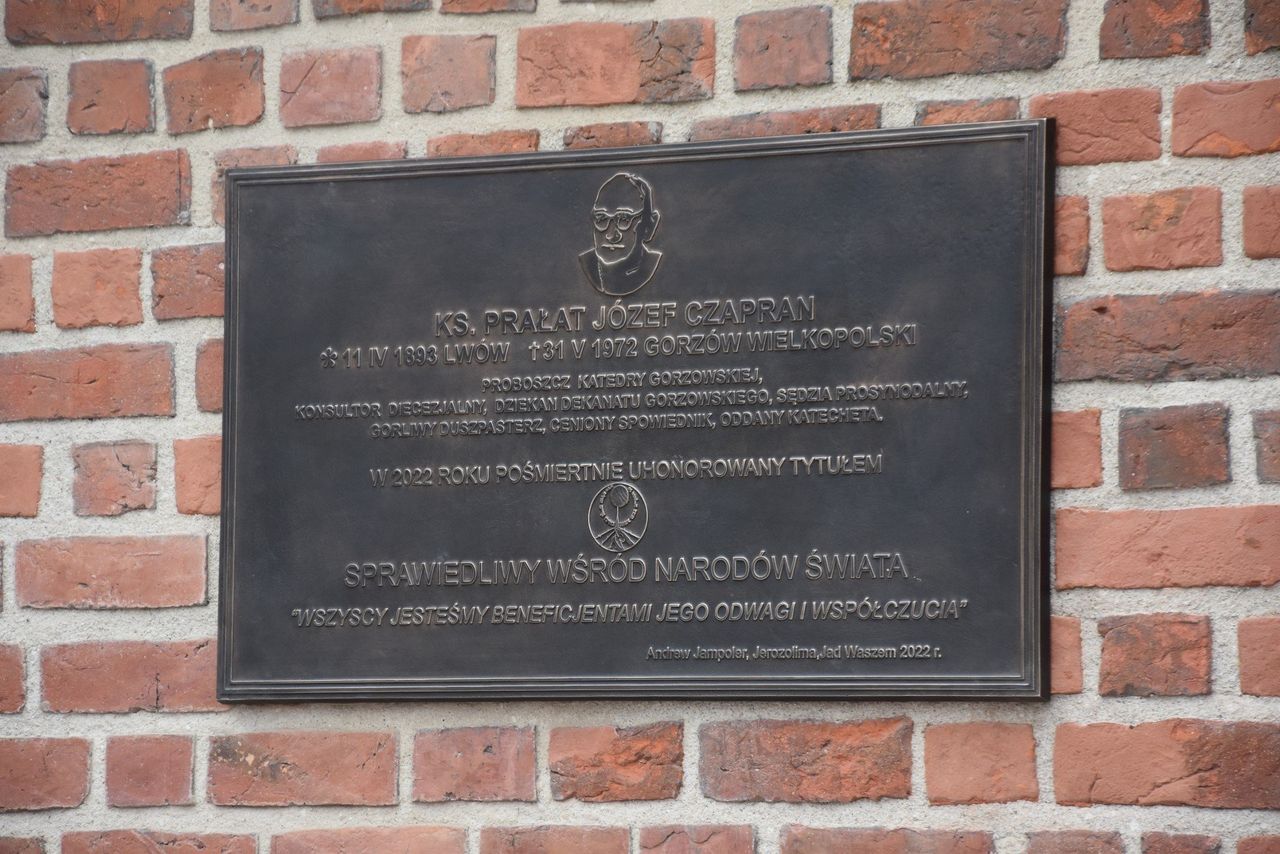 KS. PRAŁAT JÓZEF CZAPRAN
* 11 IV 1893 LWÓW † 31 V 1972 GORZÓW WIELKOPOLSKI
PROBOSZCZ KATEDRY GORZOWSKIEJ,
KONSULTOR DIECEZJALNY, DZIEKAN DEKANATU GORZOWSKIEGO, SĘDZIA PROSYNODALNY,
GORLIWY DUSZPASTERZ, CENIONY SPOWIEDNIK, ODDANY KATECHETA.
W 2022 ROKU POŚMIERTNIE UHONOROWANY TYTUŁEM
SPRAWIEDLIWY WŚRÓD NARODÓW ŚWIATA
"WSZYSCY JESTEŚMY BENEFICJENTAMI JEGO ODWAGI I WSPÓŁCZUCIA"
Andrew Jampoler, Jerozolima,Jad Waszem 2022 r.